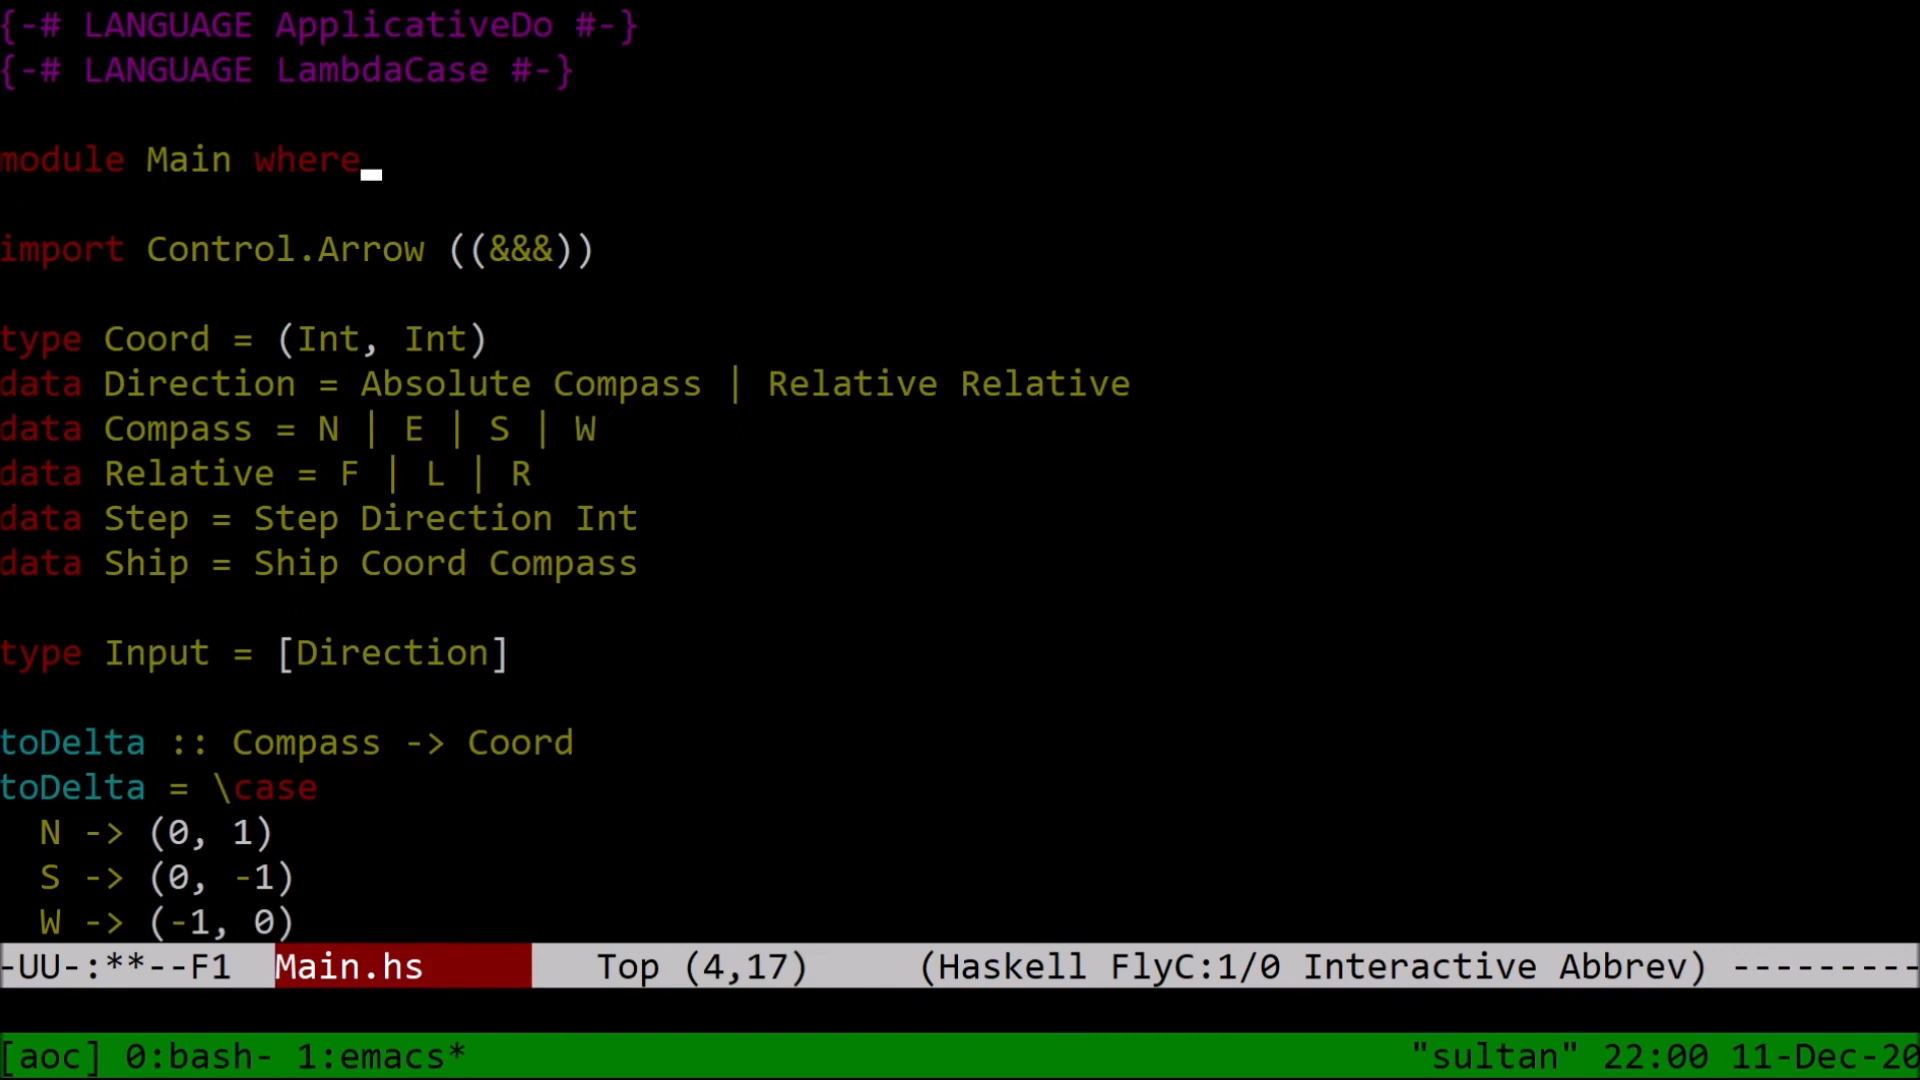 {-# LANGUAGE ApplicativeDo #-}
{-# LANGUAGE LambdaCase #-}
module Main where
import Control.Arrow ((&&&))
type Coord = (Int, Int)
data Direction = Absolute Compass | Relative Relative
data Compass = N | E | S | W
data Relative = F | L | R
data Step = Step Direction Int
data Ship = Ship Coord Compass
type Input = [Direction]
toDelta :: Compass -> Coord
toDelta = \case
  N -> (0, 1)
  S -> (0, -1)
  W -> (-1, 0)
-UU-:**--F1  Main.hs        Top (4,17)     (Haskell FlyC:1/0 Interactive Abbrev) ---------
[aoc] 0:bash- 1:emacs* "sultan" 22:00 11-Dec-20